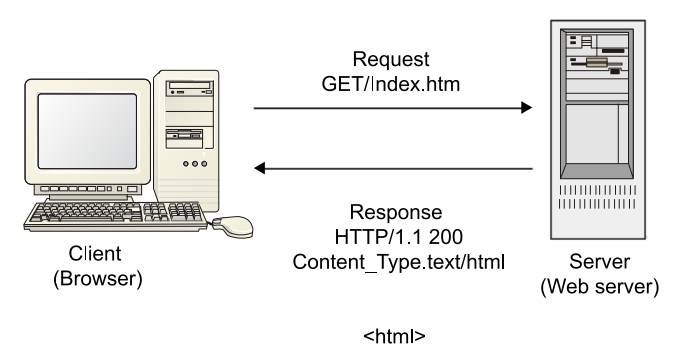 Request
GET/Index.htm
Response
HTTP/1.1 200
Content_Type.text/html
Client
(Browser)
Server
(Web server)
<html>